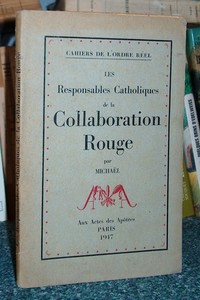 CAHIERS DE L'ORDRE RÉEL
LES
Responsables Catholiques
de la
Collaboration
Rouge
par
MICHAËL
Aux Actes des Apôtres
PARIS
1947